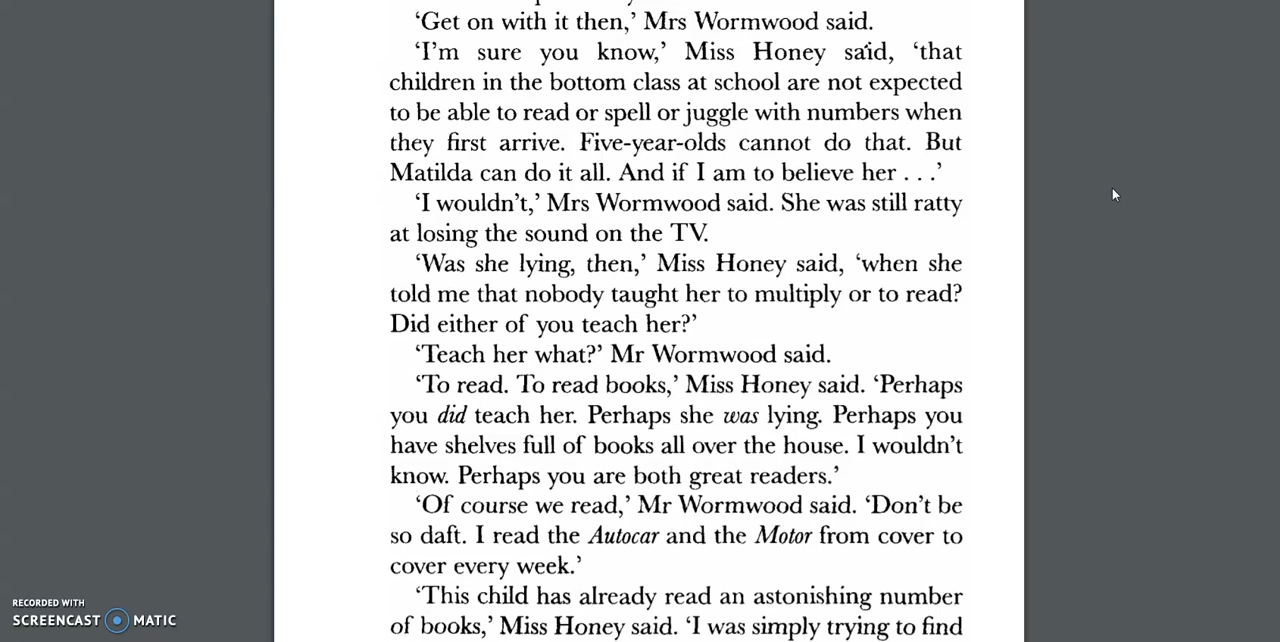 ‘Get on with it then,’ Mrs Wormwood said.
‘I’m sure you know,’ Miss Honey said, ‘that
children in the bottom class at school are not expected
to be able to read or spell or juggle with numbers when
they first arrive. Five-year-olds cannot do that. But
Matilda can do it all. And if I am to believe her . . .’
‘I wouldn’t,’ Mrs Wormwood said. She was still ratty
at losing the sound on the TV.
‘Was she lying, then,’ Miss Honey said, ‘when she
told me that nobody taught her to multiply or to read?
Did either of you teach her?’
‘Teach her what?’ Mr Wormwood said.
‘To read. To read books,’ Miss Honey said. ‘Perhaps
you did teach her. Perhaps she was lying. Perhaps you
have shelves full of books all over the house. I wouldn’t
know. Perhaps you are both great readers.’
‘Of course we read,’ Mr Wormwood said. ‘Don’t be
so daft. I read the Autocar and the Motor from cover to
cover every week.’
‘This child has already read an astonishing number
of books,’ Miss Honey said. ‘I was simply trying to find
RECORDED WITH
SCREENCAST MATIC